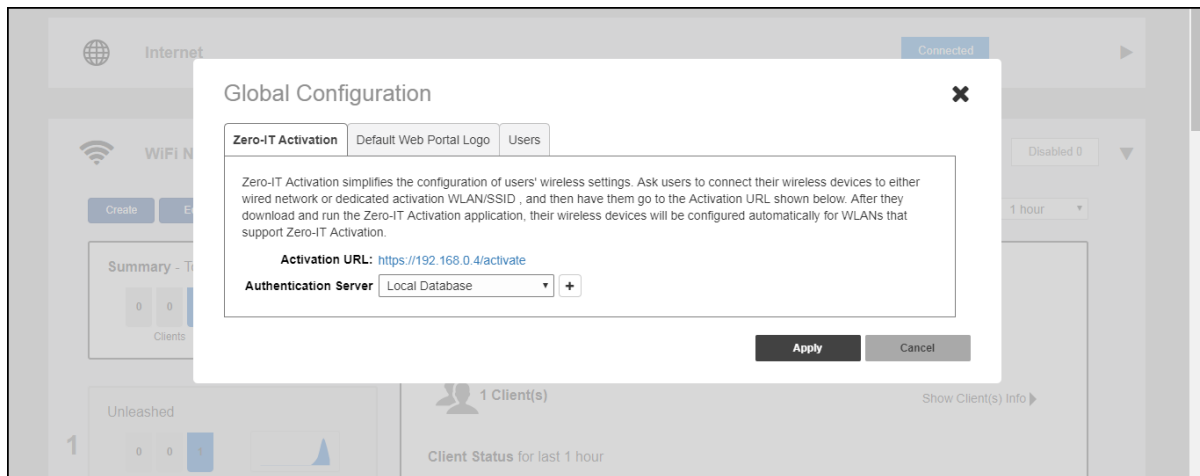 Internet
Connected
Global Configuration
WiFi N
Disabled 0
Zero-IT Activation
Default Web Portal Logo
Users
Zero-IT Activation simplifies the configuration of users' wireless settings. Ask users to connect their wireless devices to either
wired network or dedicated activation WLAN/SSID , and then have them go to the Activation URL shown below. After they
download and run the Zero-IT Activation application, their wireless devices will be configured automatically for WLANs that
support Zero-IT Activation.
Create
E
1 hour
Activation URL: https://192.168.0.4/activate
Authentication Server Local Database +
Summary - To
0 0
Clients
Apply
Cancel
1 Client(s)
Show Client(s) Info
Unleashed
1
0 0 1
Client Status for last 1 hour